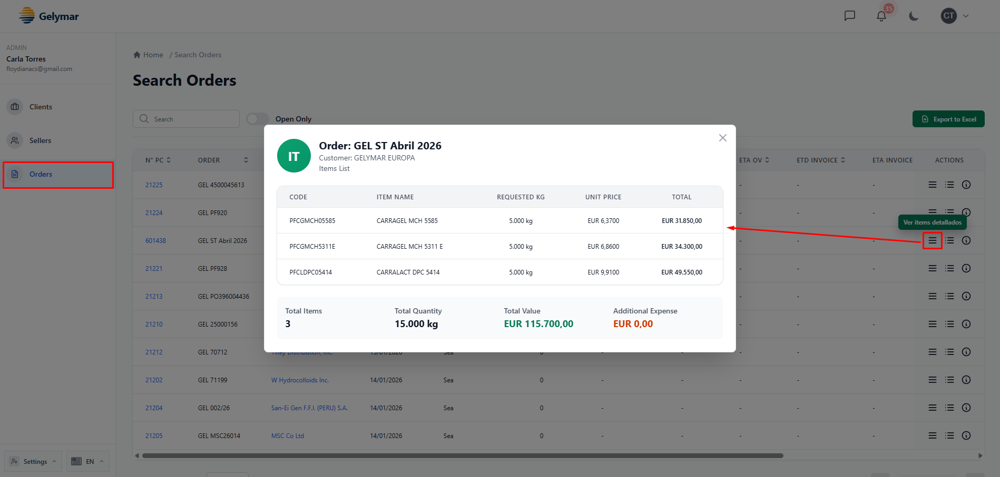 Gelymar
35
CT
ADMIN
Carla Torres
floydianacs@gmail.com
Clients
Sellers
Orders
Home / Search Orders
Search Orders
Search
Open Only
Export to Excel
N° PC ORDER ETA OV ETD INVOICE ETA INVOICE ACTIONS
21225 GEL 4500045613 - - -
21224 GEL PF920
Ver items detallados
601438 GEL ST Abril 2026 - - -
21221 GEL PF928 - - -
21213 GEL PO396004436 - - -
21210 GEL 25000156 - - -
21212 GEL 70712 Tilley Distribution, Inc. 15/01/2026 Sea 0 - - - - -
21202 GEL 71199 W Hydrocolloids Inc. 14/01/2026 Sea 0 - - - - -
21204 GEL 002/26 San-Ei Gen F.F.I. (PERU) S.A. 14/01/2026 Sea 0 - - - - -
21205 GEL MSC26014 MSC Co Ltd 14/01/2026 Sea 0 - - - - -
IT
Order: GEL ST Abril 2026
Customer: GELYMAR EUROPA
Items List
CODE ITEM NAME REQUESTED KG UNIT PRICE TOTAL
PFCGMCH05585 CARRAGEL MCH 5585 5.000 kg EUR 6,3700 EUR 31.850,00
PFCGMCH5311E CARRAGEL MCH 5311 E 5.000 kg EUR 6,8600 EUR 34.300,00
PFCLDPC05414 CARRALACT DPC 5414 5.000 kg EUR 9,9100 EUR 49.550,00
Total Items Total Quantity Total Value Additional Expense
3 15.000 kg EUR 115.700,00 EUR 0,00
Settings EN